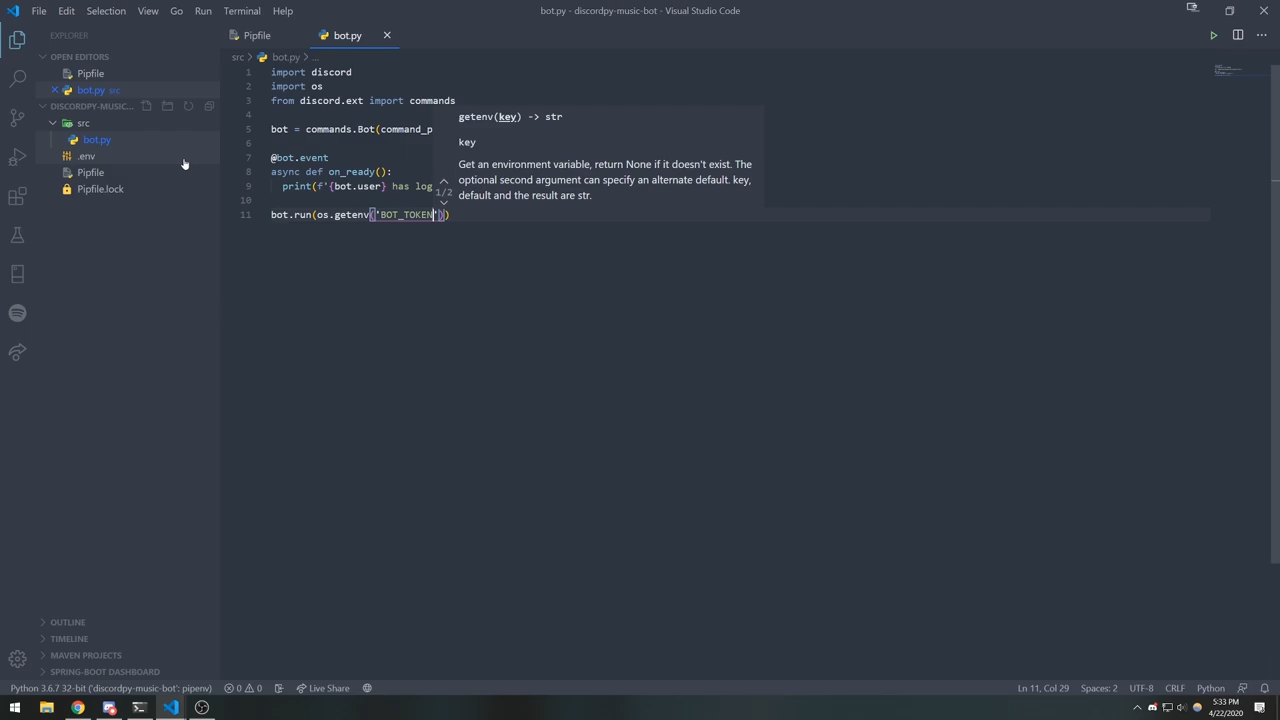 File Edit Selection View Go Run Terminal Help
bot.py - discordpy-music-bot - Visual Studio Code
EXPLORER
OPEN EDITORS
Pipfile
bot.py src
DISCORDPY-MUSIC...
src
bot.py
.env
Pipfile
Pipfile.lock
OUTLINE
TIMELINE
MAVEN PROJECTS
SPRING-BOOT DASHBOARD
Pipfile bot.py
src > bot.py > ...
1 import discord
2 import os
3 from discord.ext import commands
4
5 bot = commands.Bot(command_p
6
7 @bot.event
8 async def on_ready():
9 print(f'{bot.user} has log
10
11 bot.run(os.getenv('BOT_TOKEN'))
getenv(key) -> str
key
1/2
Get an environment variable, return None if it doesn't exist. The
optional second argument can specify an alternate default. key,
default and the result are str.
Python 3.6.7 32-bit ('discordpy-music-bot': pipenv) 0 0 Live Share
Ln 11, Col 29 Spaces: 2 UTF-8 CRLF Python
5:33 PM
4/22/2020